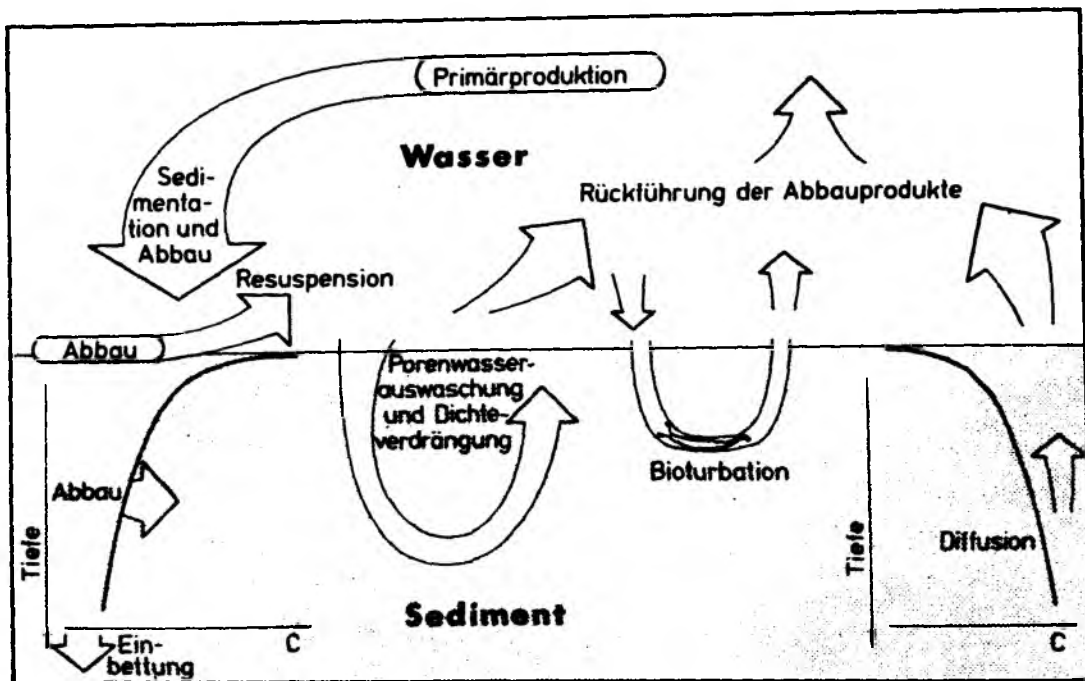 Primärproduktion
Wasser
Sedi-
menta-
tion und
Abbau
Rückführung der Abbauprodukte
Resuspension
Abbau
Porenwasser-
auswaschung
und Dichte-
verdrängung
Bioturbation
Abbau
Tiefe
Tiefe
Diffusion
Sediment
C
C
Ein-
bettung